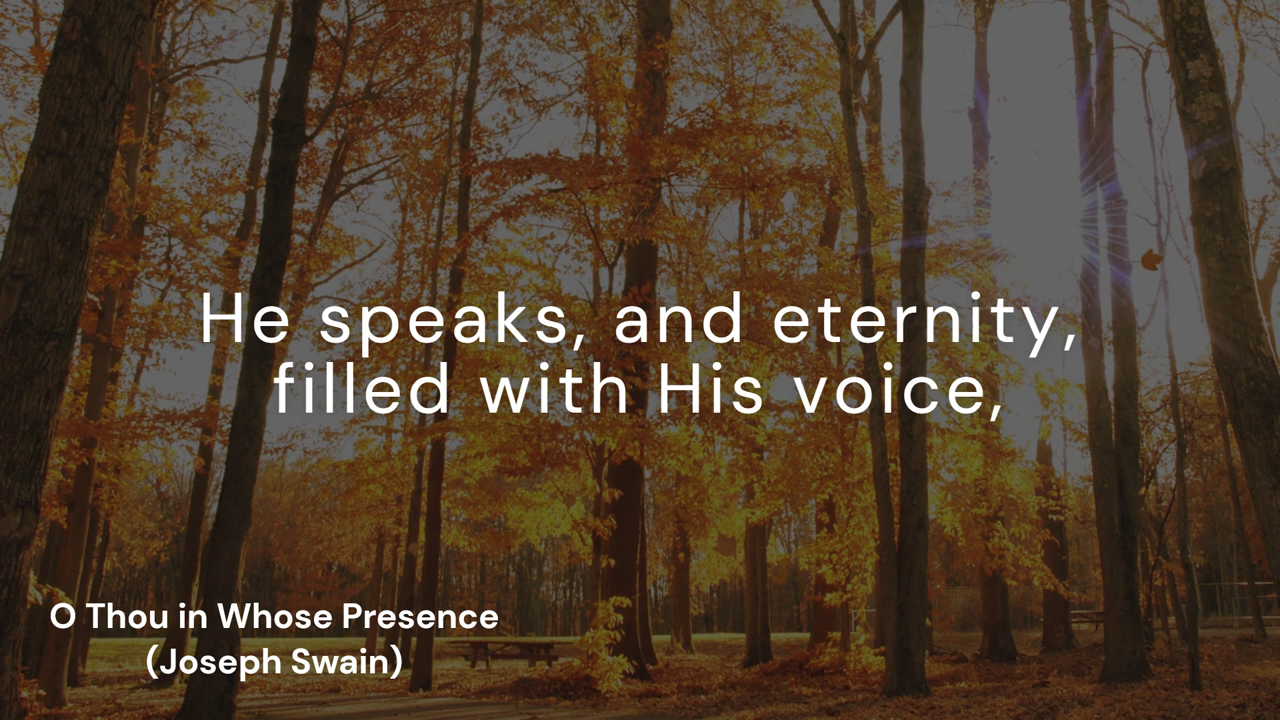 He speaks, and eternity,
filled with His voice,
O Thou in Whose Presence
(Joseph Swain)